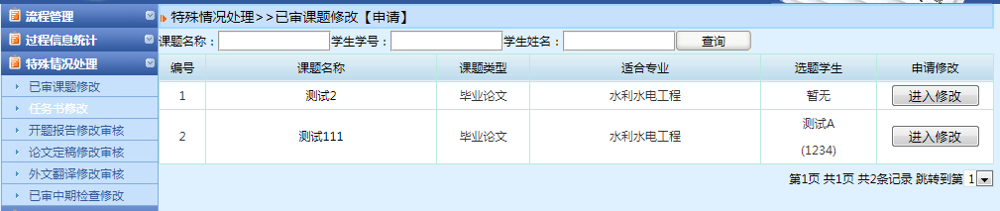 流程管理
过程信息统计
特殊情况处理
已审课题修改
任务书修改
开题报告修改审核
论文定稿修改审核
外文翻译修改审核
已审中期检查修改
特殊情况处理>>已审课题修改【申请】
课题名称： 学生学号： 学生姓名： 查询
编号 课题名称 课题类型 适合专业 选题学生 申请修改
1 测试2 毕业论文 水利水电工程 暂无 进入修改
2 测试111 毕业论文 水利水电工程 测试A 进入修改
(1234)
第1页 共1页 共2条记录 跳转到第 1